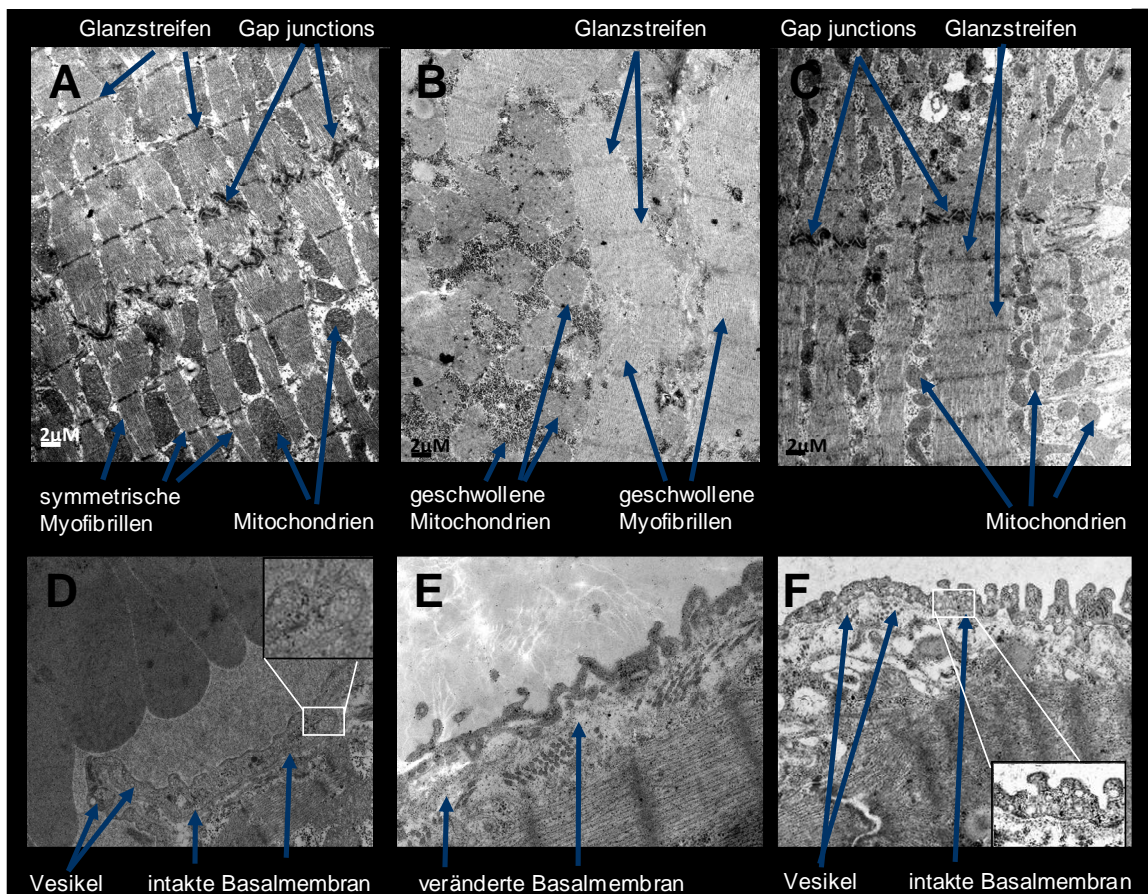 Glanzstreifen Gap junctions
Glanzstreifen
Gap junctions Glanzstreifen
A
B
C
2µM
2µM
2µM
symmetrische
Myofibrillen
Mitochondrien
geschwollene
Mitochondrien
geschwollene
Myofibrillen
Mitochondrien
D
E
F
Vesikel
intakte Basalmembran
veränderte Basalmembran
Vesikel
intakte Basalmembran